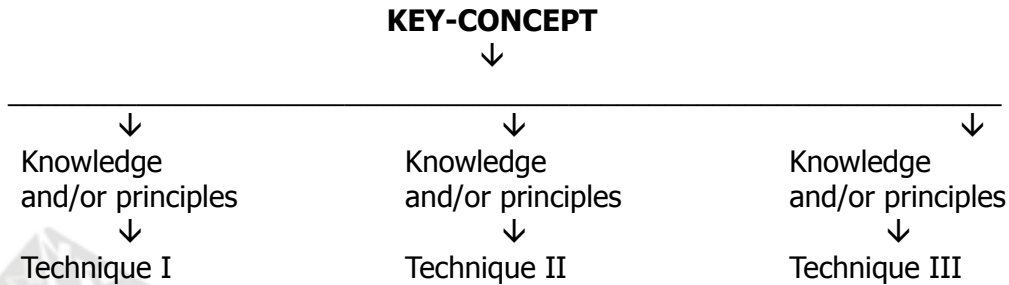 KEY-CONCEPT
↓
↓ ↓ ↓
Knowledge Knowledge Knowledge
and/or principles and/or principles and/or principles
↓ ↓ ↓
Technique I Technique II Technique III